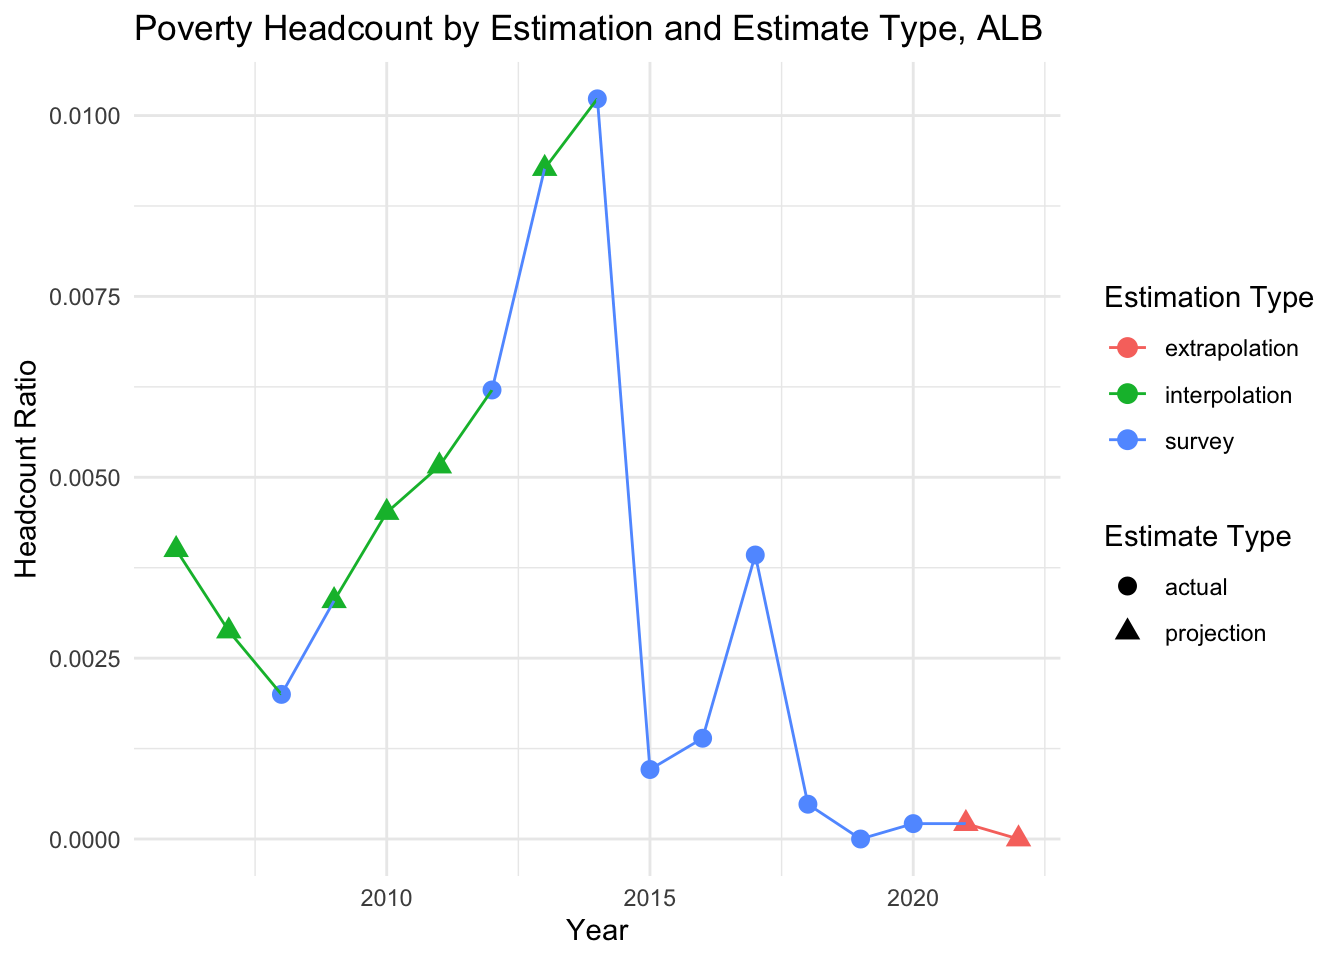 Poverty Headcount by Estimation and Estimate Type, ALB
0.0100
0.0075
0.0050
0.0025
0.0000
Headcount Ratio
2010
2015
2020
Year
Estimation Type
extrapolation
interpolation
survey
Estimate Type
actual
projection